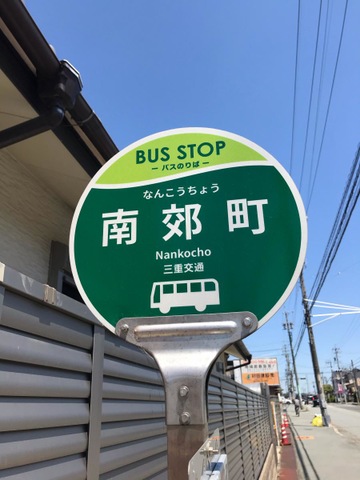 BUS STOP
ー バスのりば ー
なんこうちょう
南郊町
Nankocho
三重交通